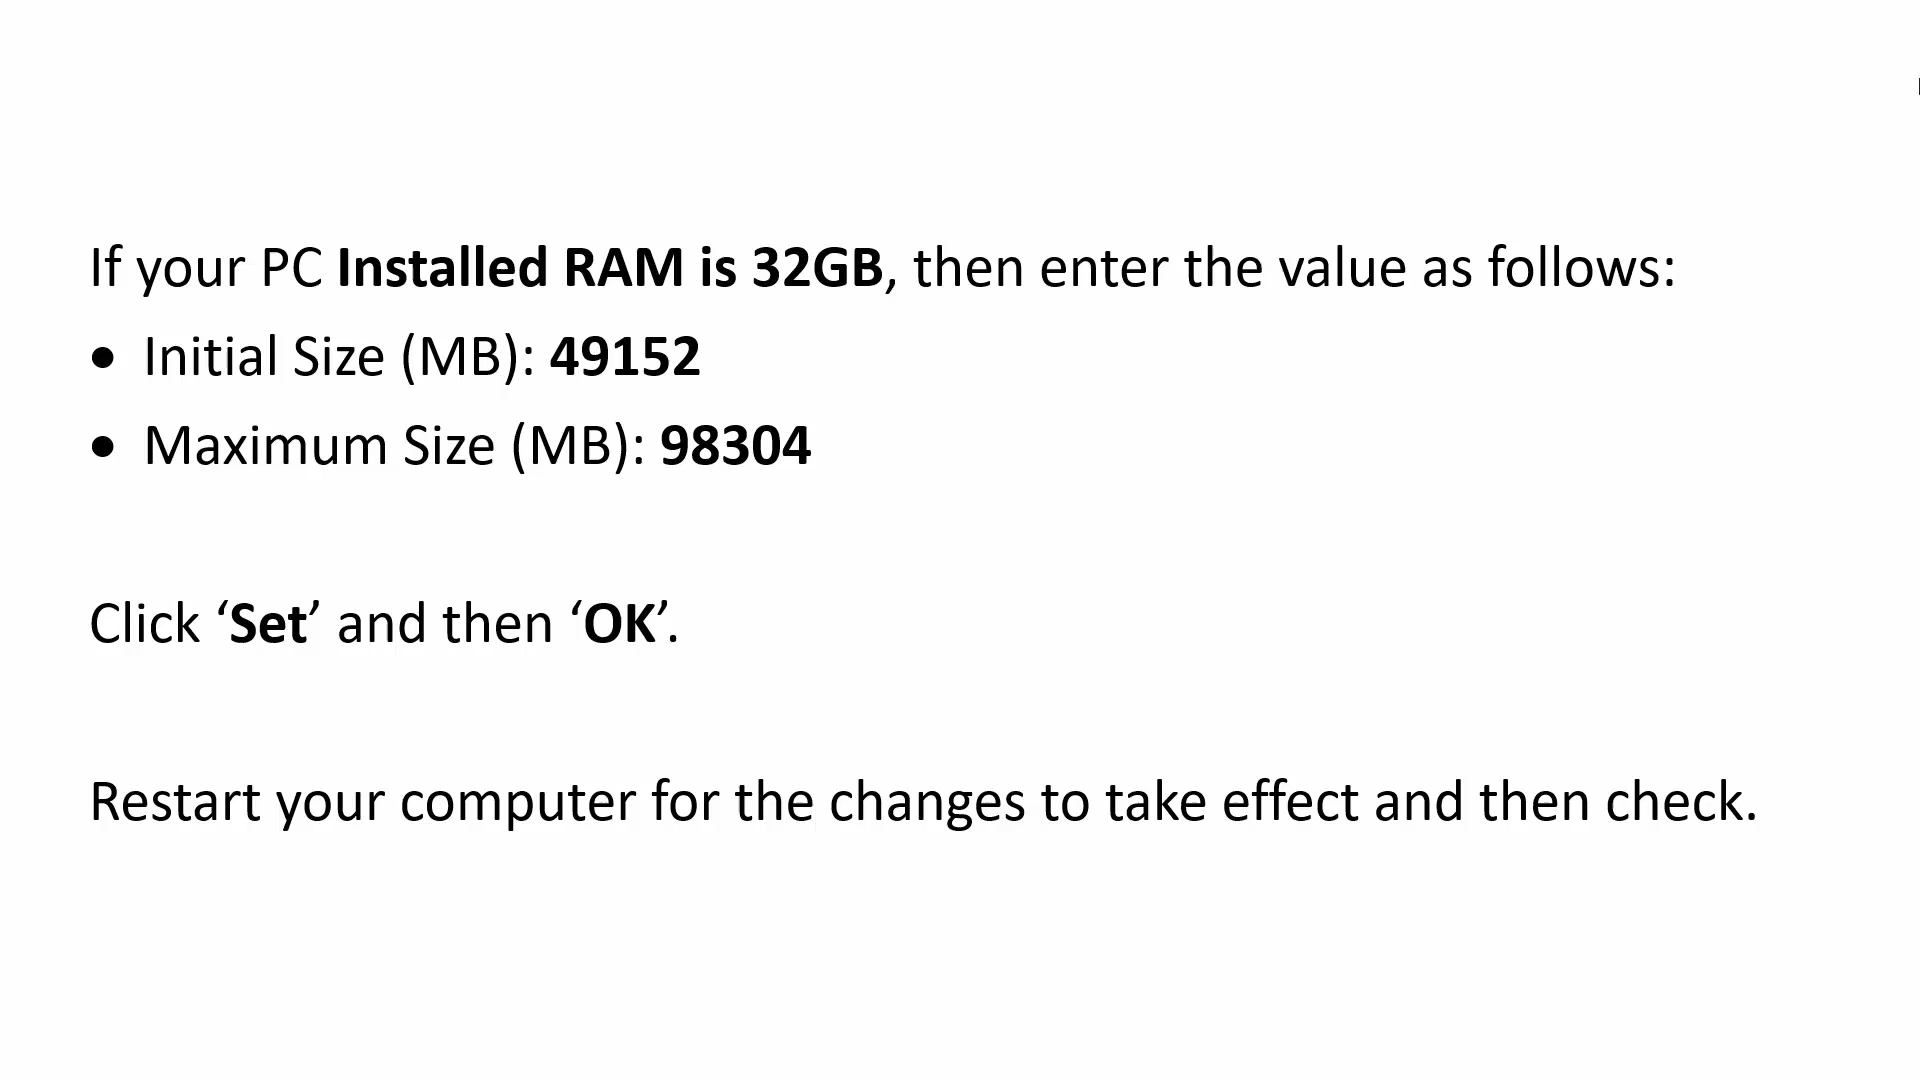 If your PC Installed RAM is 32GB, then enter the value as follows:
• Initial Size (MB): 49152
• Maximum Size (MB): 98304
Click ‘Set’ and then ‘OK’.
Restart your computer for the changes to take effect and then check.